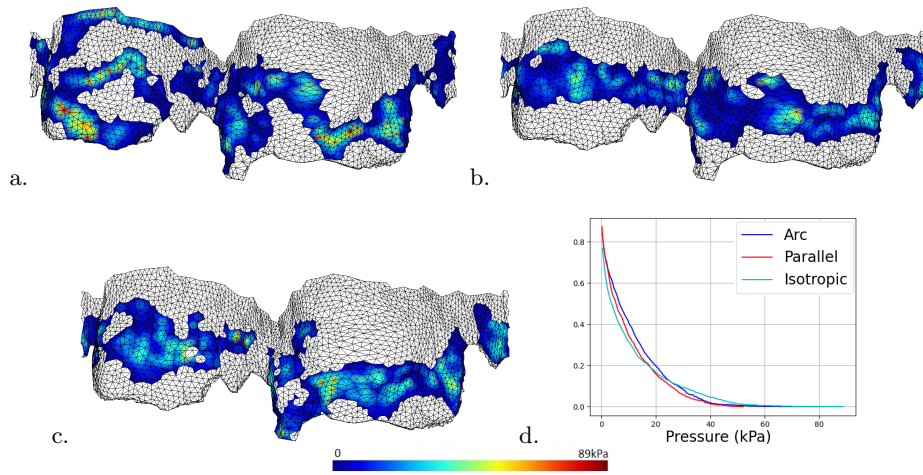 a.
b.
0.8
0.6
0.4
0.2
0.0
Arc
Parallel
Isotropic
0 20 40 60 80
Pressure (kPa)
c.
d.
0 89kPa